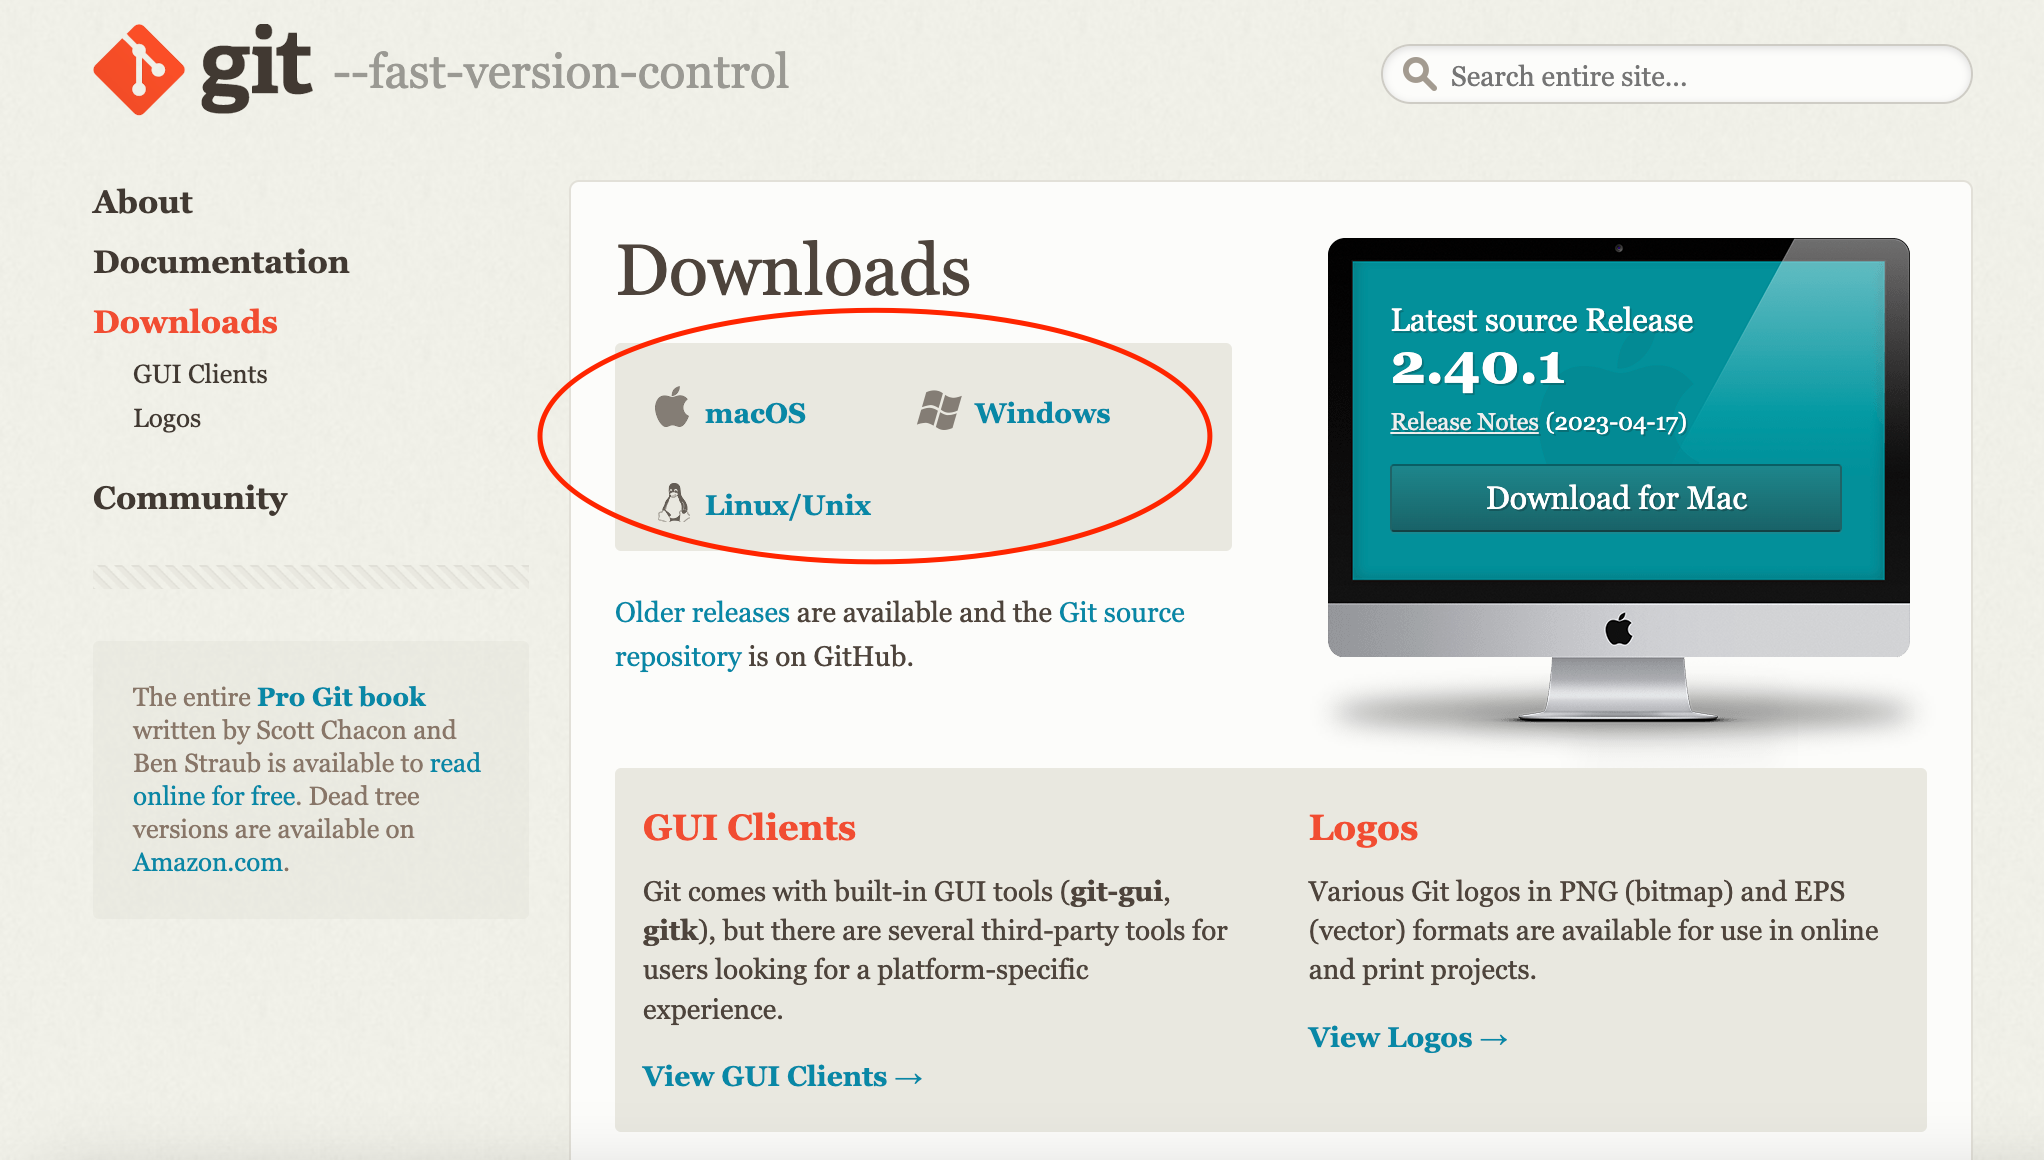 git --fast-version-control
Search entire site...
About
Documentation
Downloads
GUI Clients
Logos
Community
The entire Pro Git book
written by Scott Chacon and
Ben Straub is available to read
online for free. Dead tree
versions are available on
Amazon.com.
Downloads
macOS
Windows
Linux/Unix
Older releases are available and the Git source
repository is on GitHub.
Latest source Release
2.40.1
Release Notes (2023-04-17)
Download for Mac
GUI Clients
Git comes with built-in GUI tools (git-gui,
gitk), but there are several third-party tools for
users looking for a platform-specific
experience.
View GUI Clients →
Logos
Various Git logos in PNG (bitmap) and EPS
(vector) formats are available for use in online
and print projects.
View Logos →